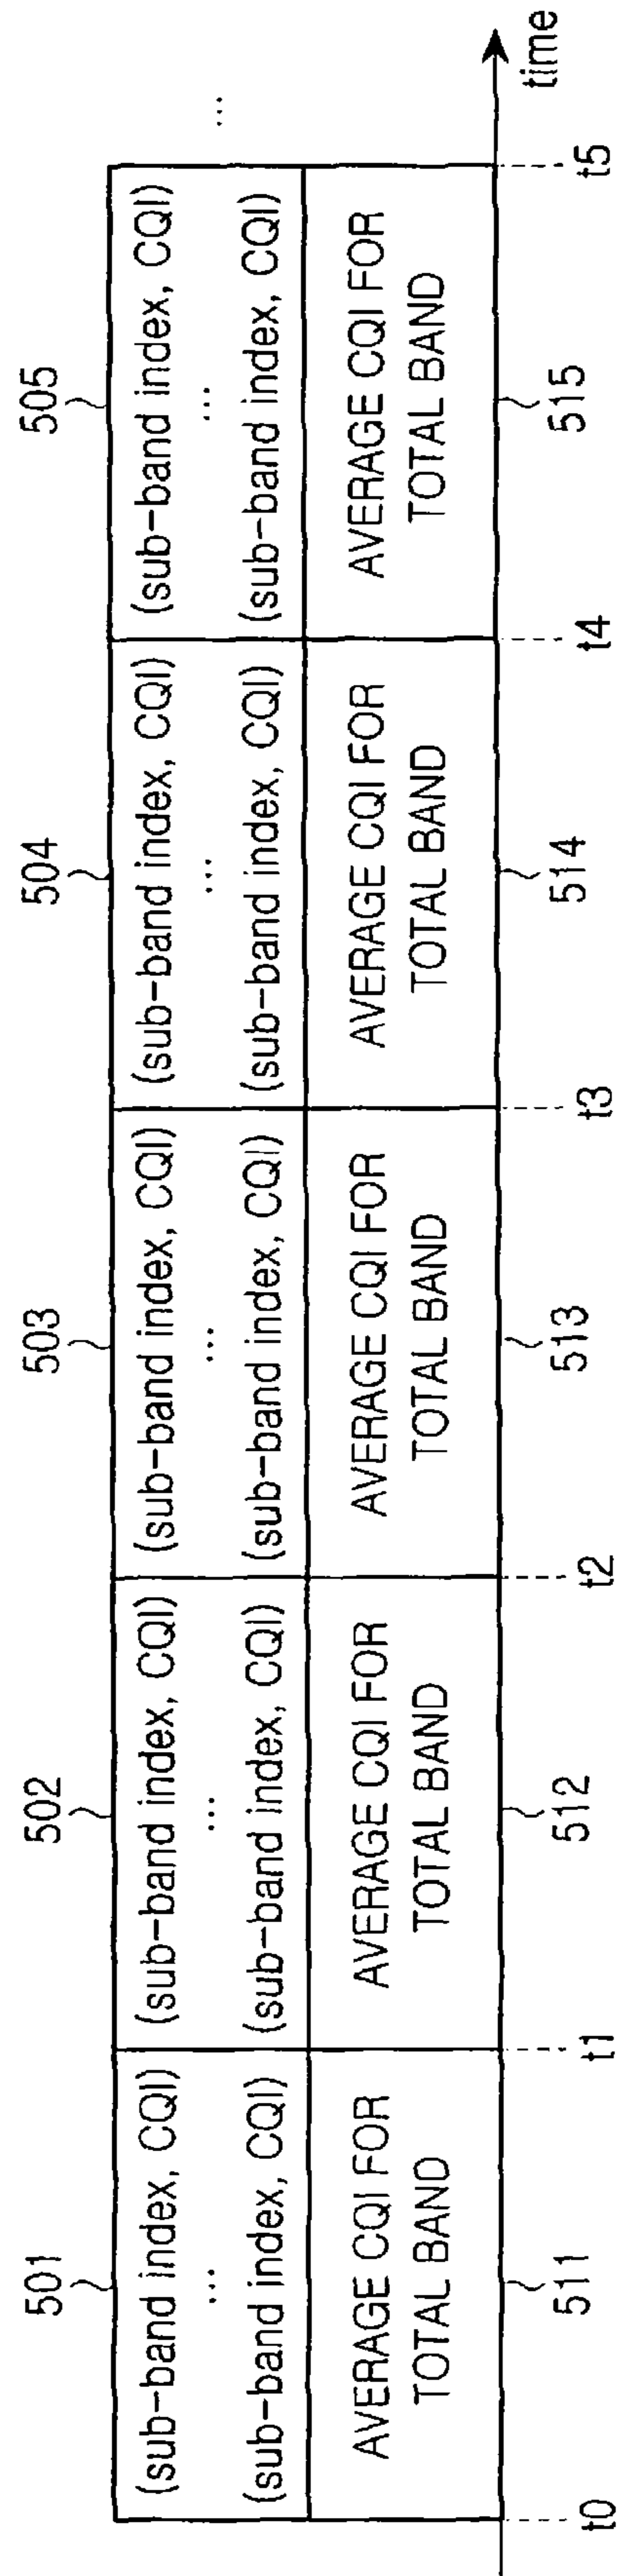 501 502 503 504 505
(sub-band index, CQI) (sub-band index, CQI) (sub-band index, CQI) (sub-band index, CQI) (sub-band index, CQI)
... ... ... ... ... ...
(sub-band index, CQI) (sub-band index, CQI) (sub-band index, CQI) (sub-band index, CQI) (sub-band index, CQI)
AVERAGE CQI FOR AVERAGE CQI FOR AVERAGE CQI FOR AVERAGE CQI FOR AVERAGE CQI FOR
TOTAL BAND TOTAL BAND TOTAL BAND TOTAL BAND TOTAL BAND
511 512 513 514 515 time
t0 t1 t2 t3 t4 t5